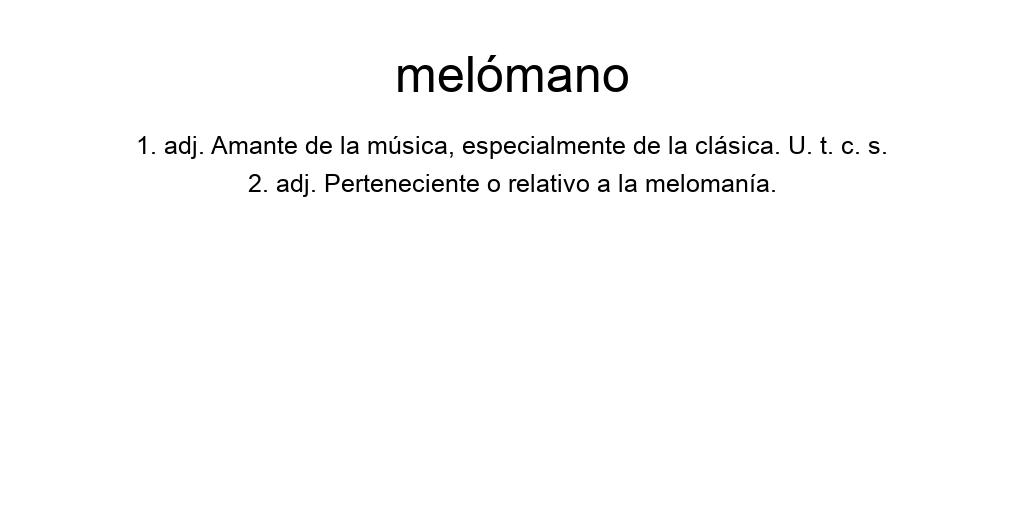 melómano
1. adj. Amante de la música, especialmente de la clásica. U. t. c. s.
2. adj. Perteneciente o relativo a la melomanía.